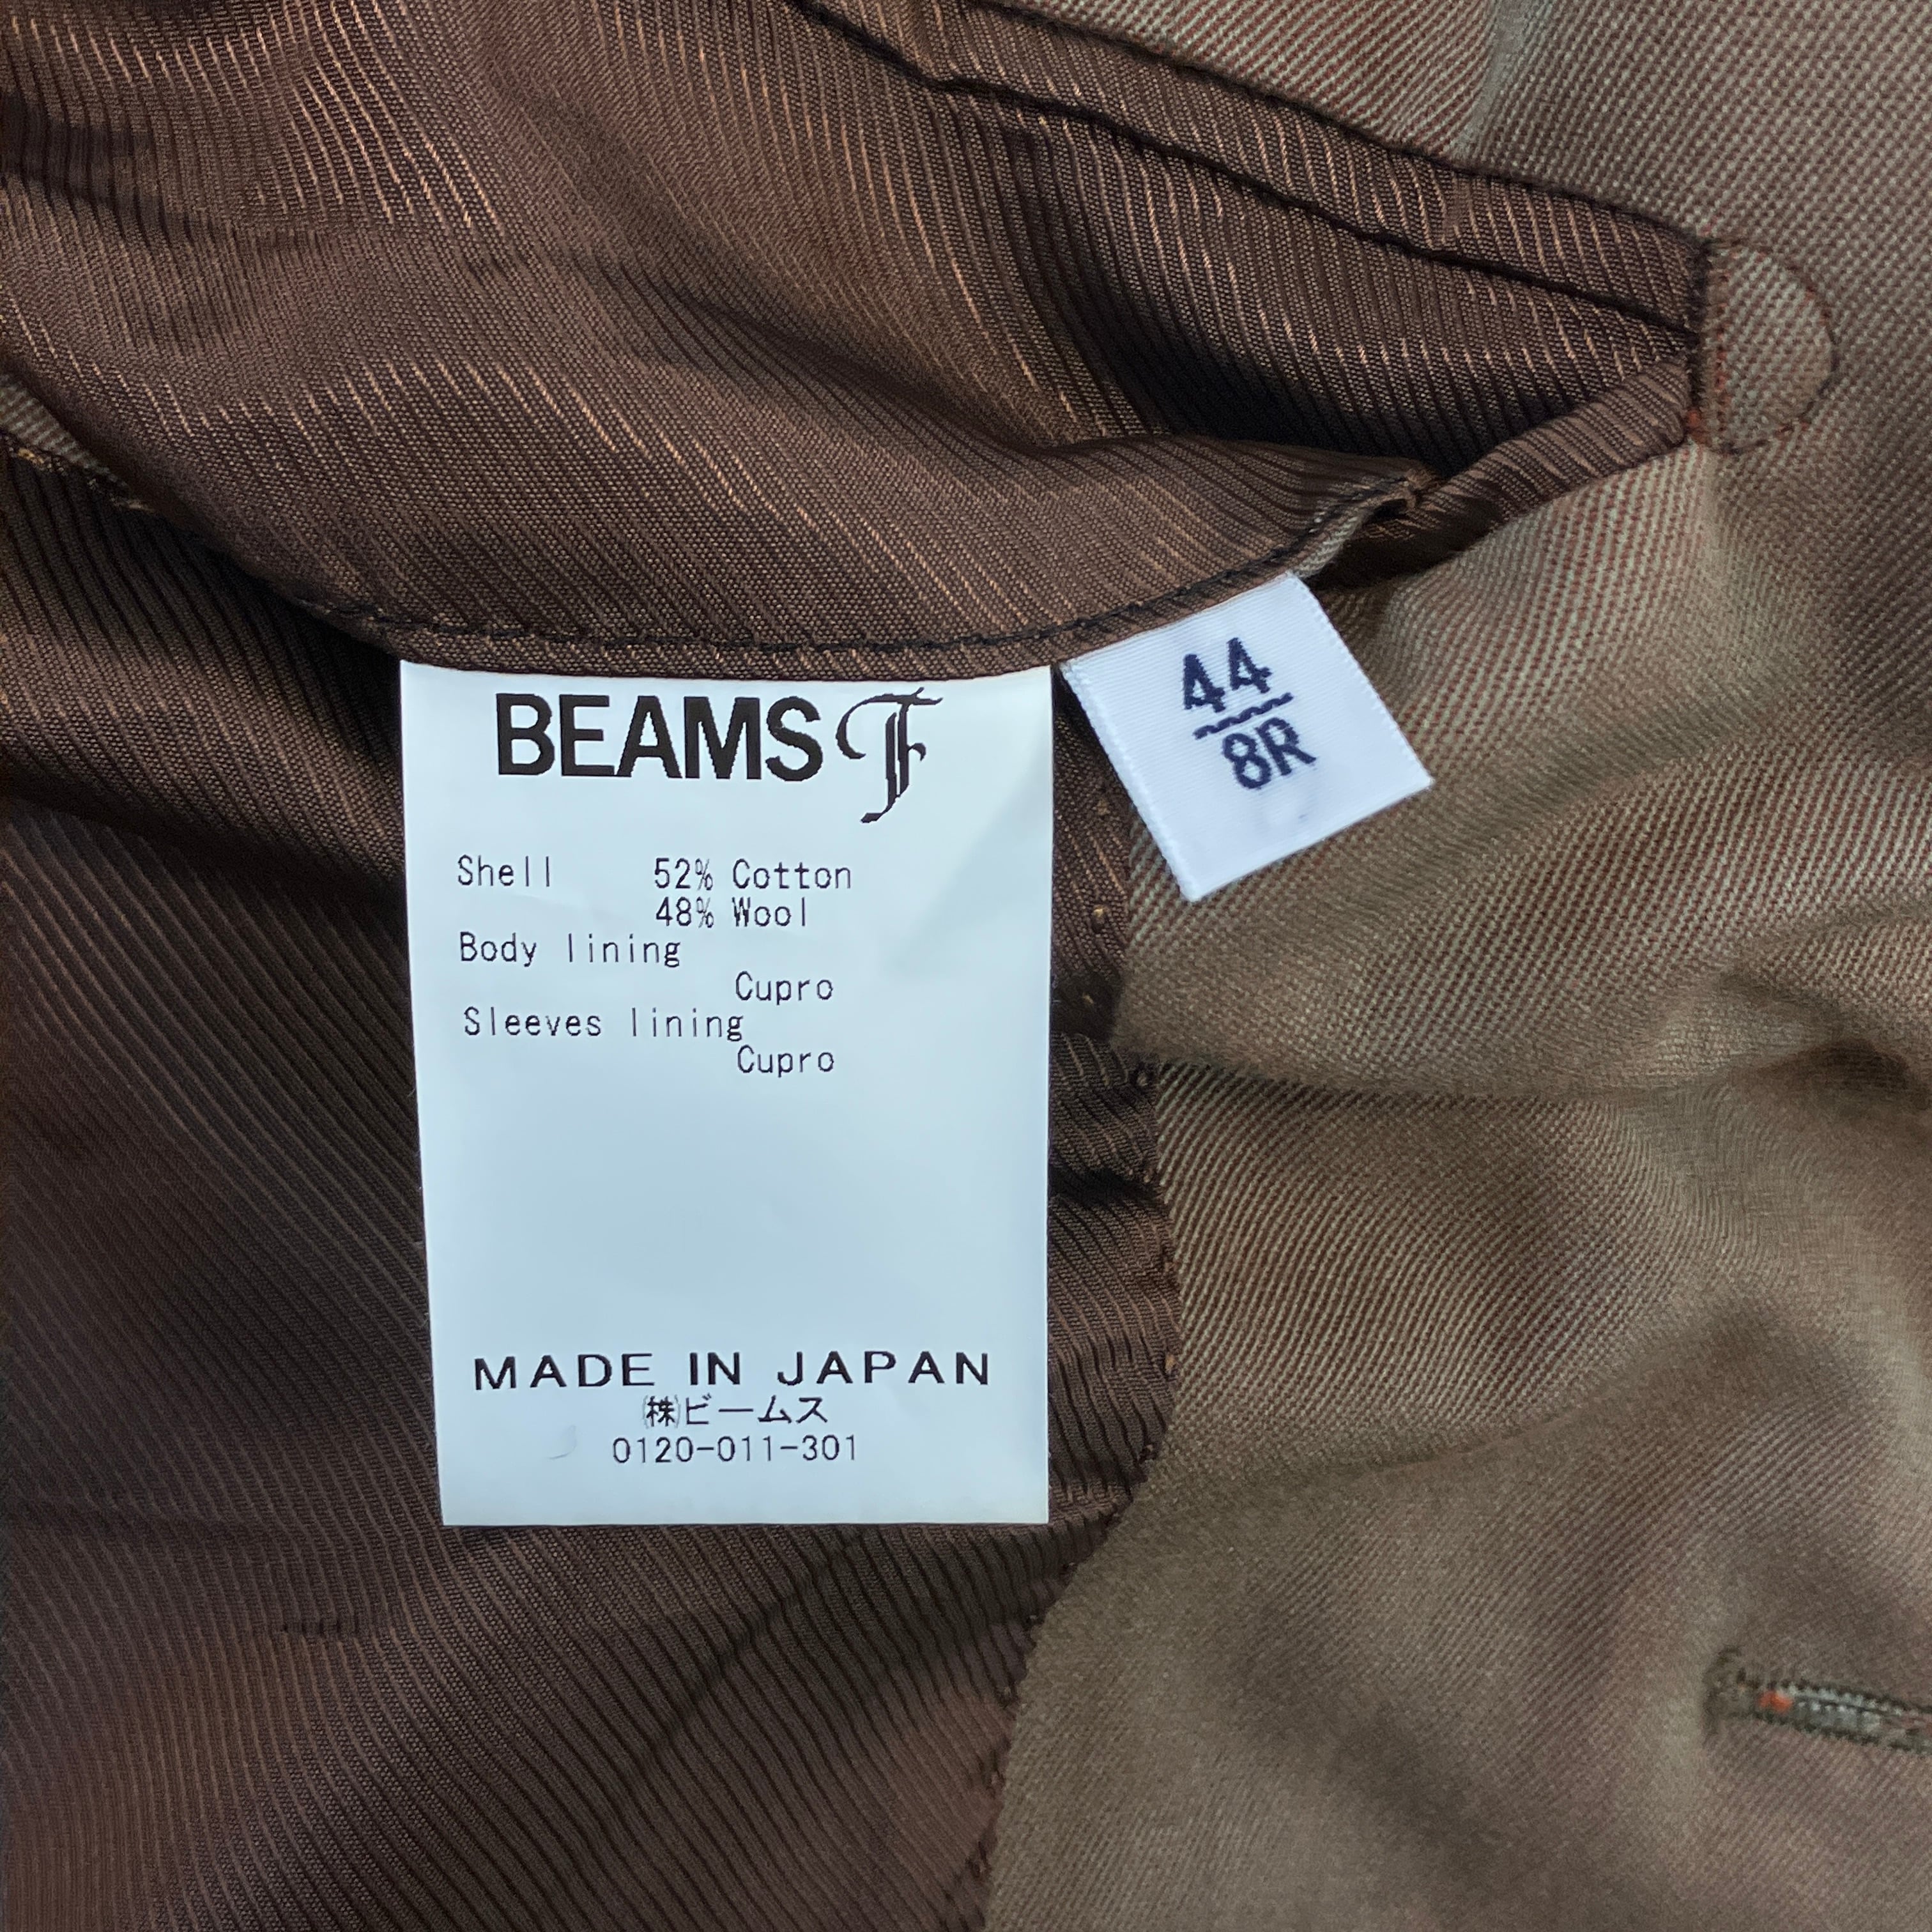 BEAMS F
Shell 52% Cotton
48% Wool
Body lining
Cupro
Sleeves lining
Cupro
MADE IN JAPAN
㈱ビームス
0120-011-301
44
8R